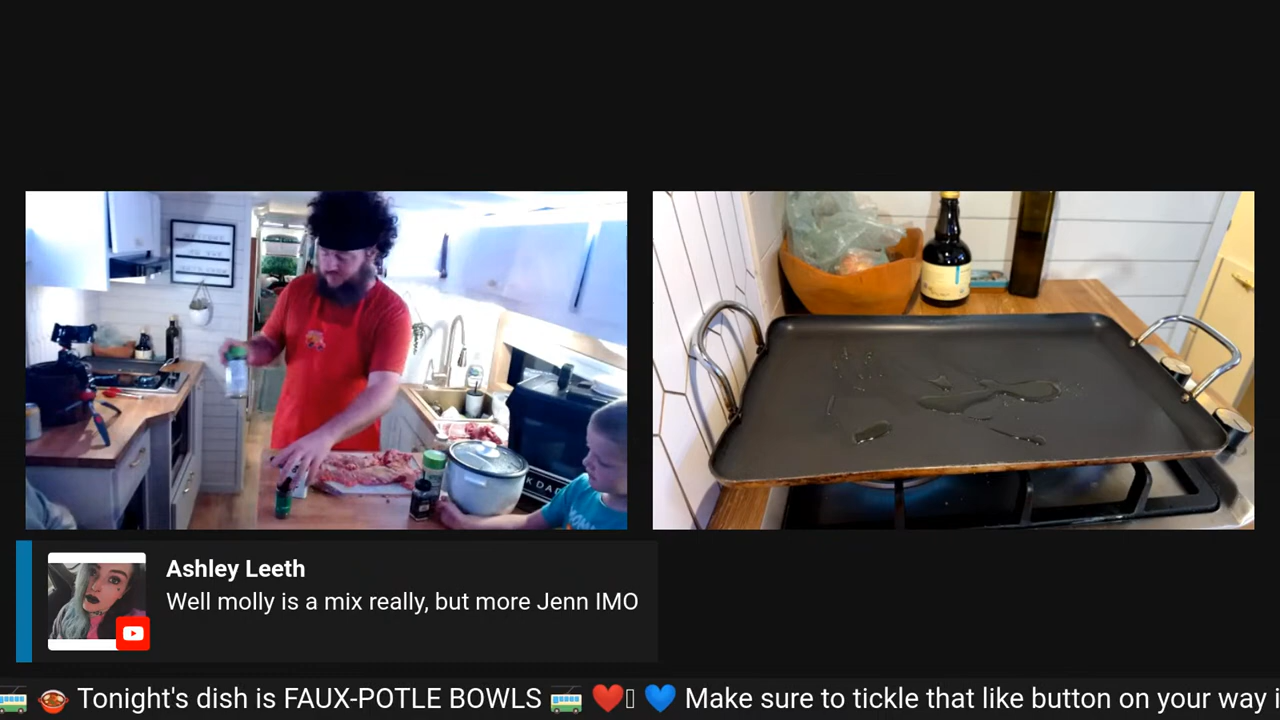 K DAD
Ashley Leeth
Well molly is a mix really, but more Jenn IMO
Tonight's dish is FAUX-POTLE BOWLS Make sure to tickle that like button on your way i